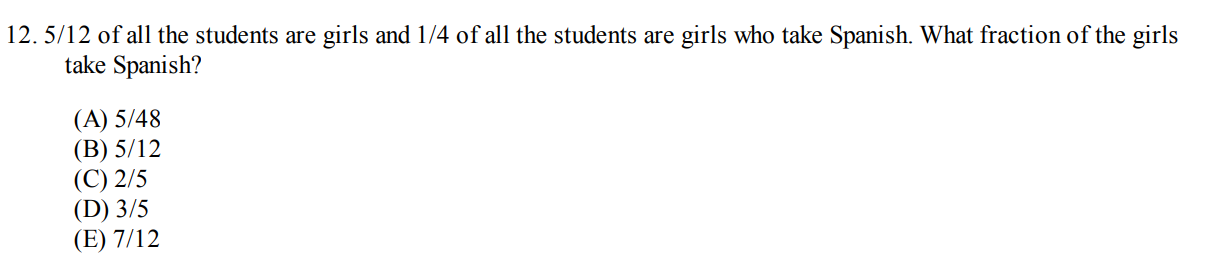 12. 5/12 of all the students are girls and 1/4 of all the students are girls who take Spanish. What fraction of the girls
take Spanish?
(A) 5/48
(B) 5/12
(C) 2/5
(D) 3/5
(E) 7/12